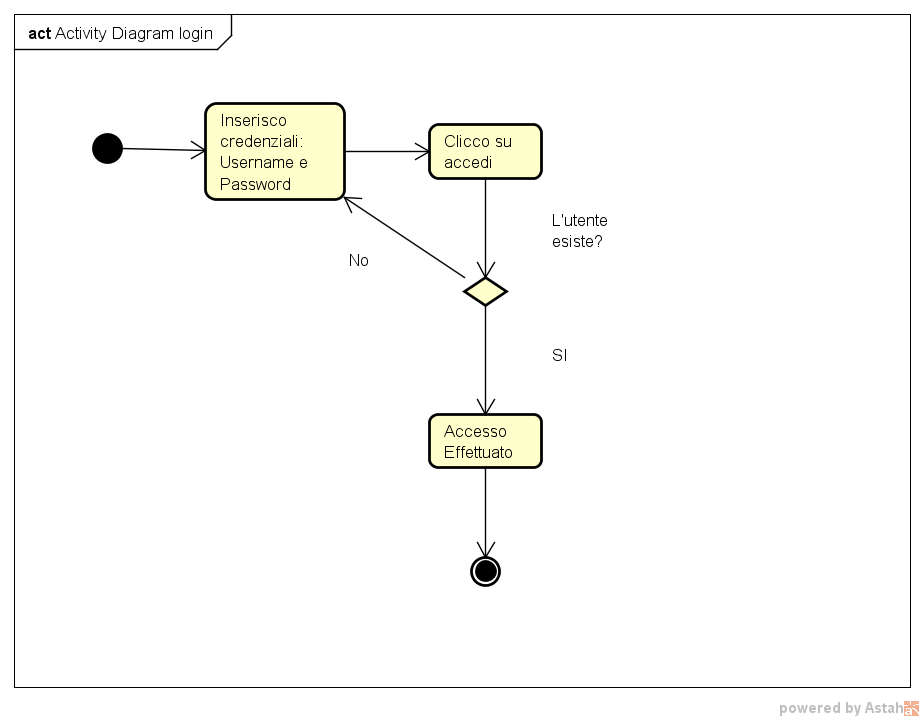 act Activity Diagram login
Inserisco
credenziali:
Username e
Password
Clicco su
accedi
L'utente
esiste?
No
SI
Accesso
Effettuato
powered by Astah